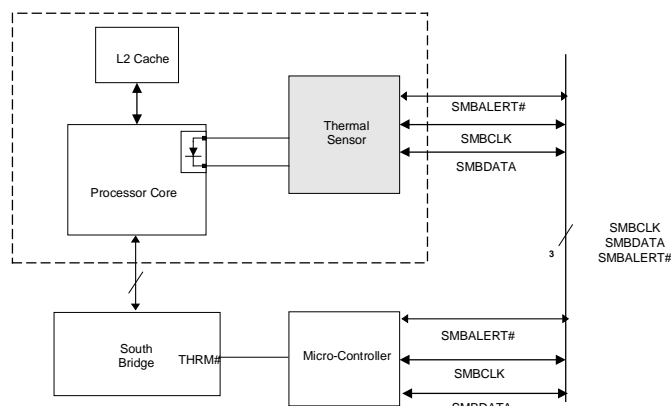 L2 Cache
Thermal
Sensor
SMBALERT#
SMBCLK
SMBDATA
Processor Core
3
SMBCLK
SMBDATA
SMBALERT#
South
Bridge
THRM#
Micro-Controller
SMBALERT#
SMBCLK
SMBDATA